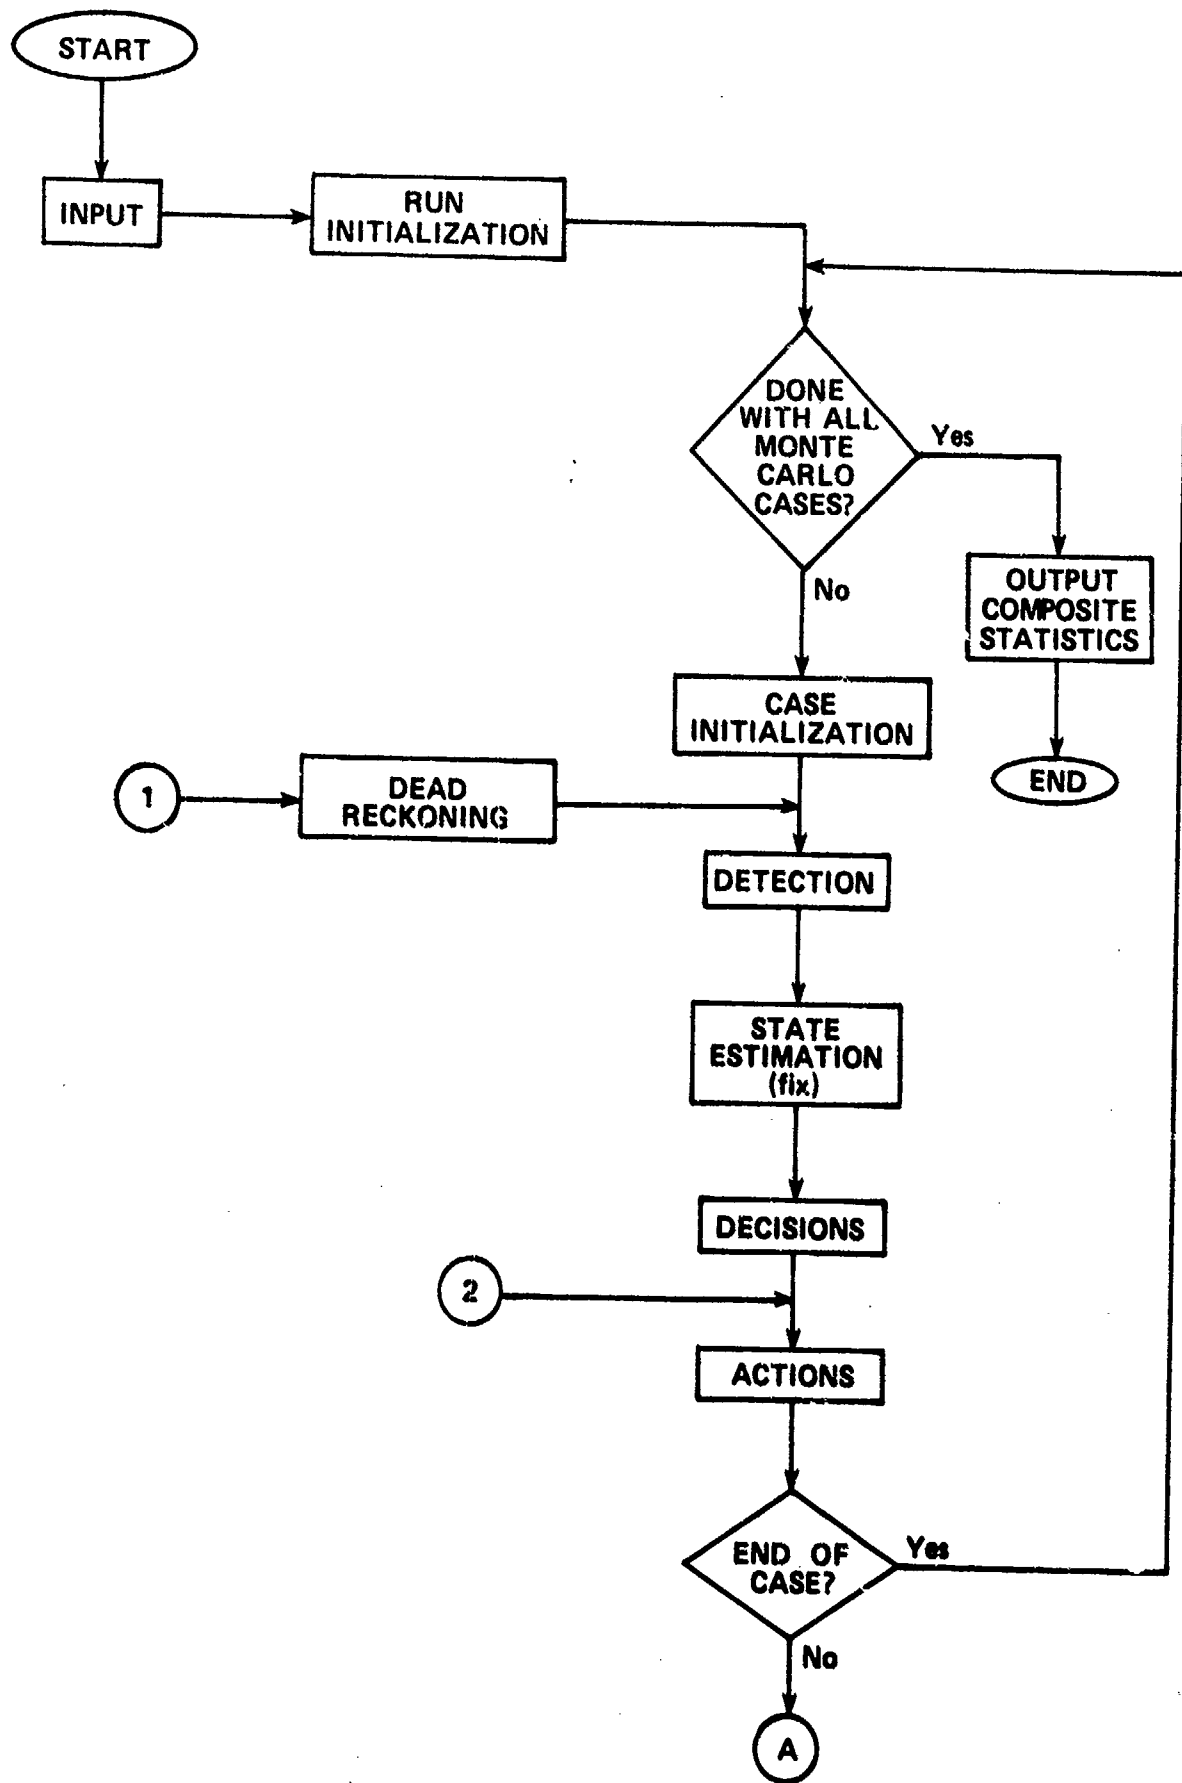 START
INPUT
RUN
INITIALIZATION
DONE
WITH ALL
MONTE
CARLO
CASES?
Yes
No
OUTPUT
COMPOSITE
STATISTICS
END
CASE
INITIALIZATION
1
DEAD
RECKONING
DETECTION
STATE
ESTIMATION
(fix)
DECISIONS
2
ACTIONS
END OF
CASE?
Yes
No
A